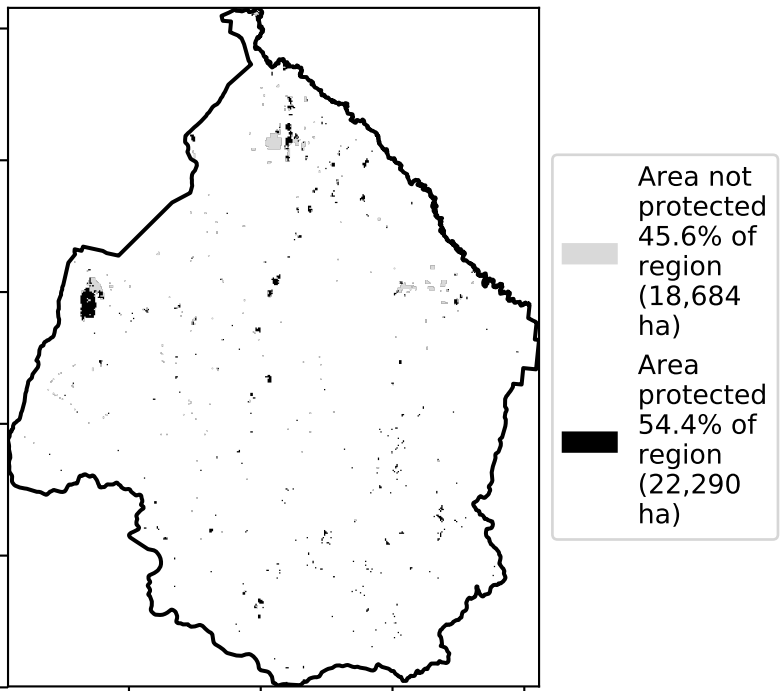 Area not
protected
45.6% of
region
(18,684
ha)
Area
protected
54.4% of
region
(22,290
ha)